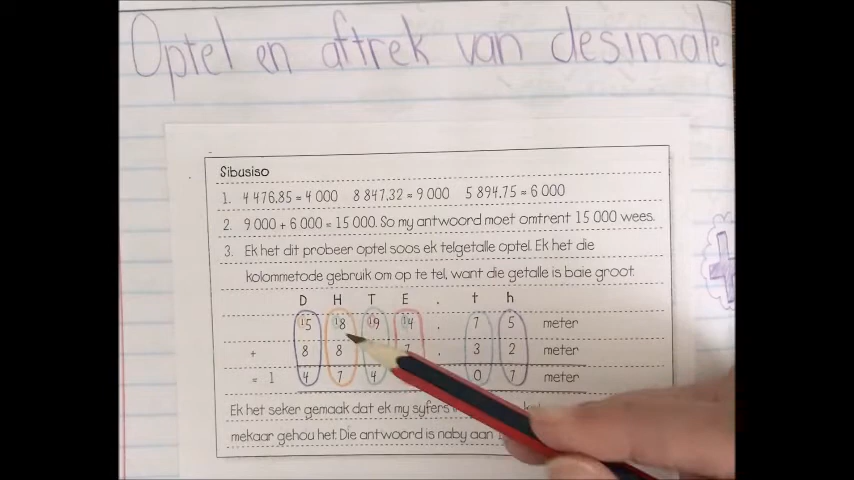 Optel en aftrek van desimale
Sibusiso
1. 4 476,85 ≈ 4 000 8 847,32 ≈ 9 000 5 894,75 ≈ 6 000
2. 9 000 + 6 000 = 15 000. So my antwoord moet omtrent 15 000 wees.
3. Ek het dit probeer optel soos ek telgetalle optel. Ek het die
kolommetode gebruik om op te tel, want die getalle is baie groot.
D H T E . t h
15 18 19 14 . 7 5 meter
+ 8 8 . 3 2 meter
= 1 4 7 4 0 7 meter
Ek het seker gemaak dat ek my syfers
mekaar gehou het. Die antwoord is naby aan